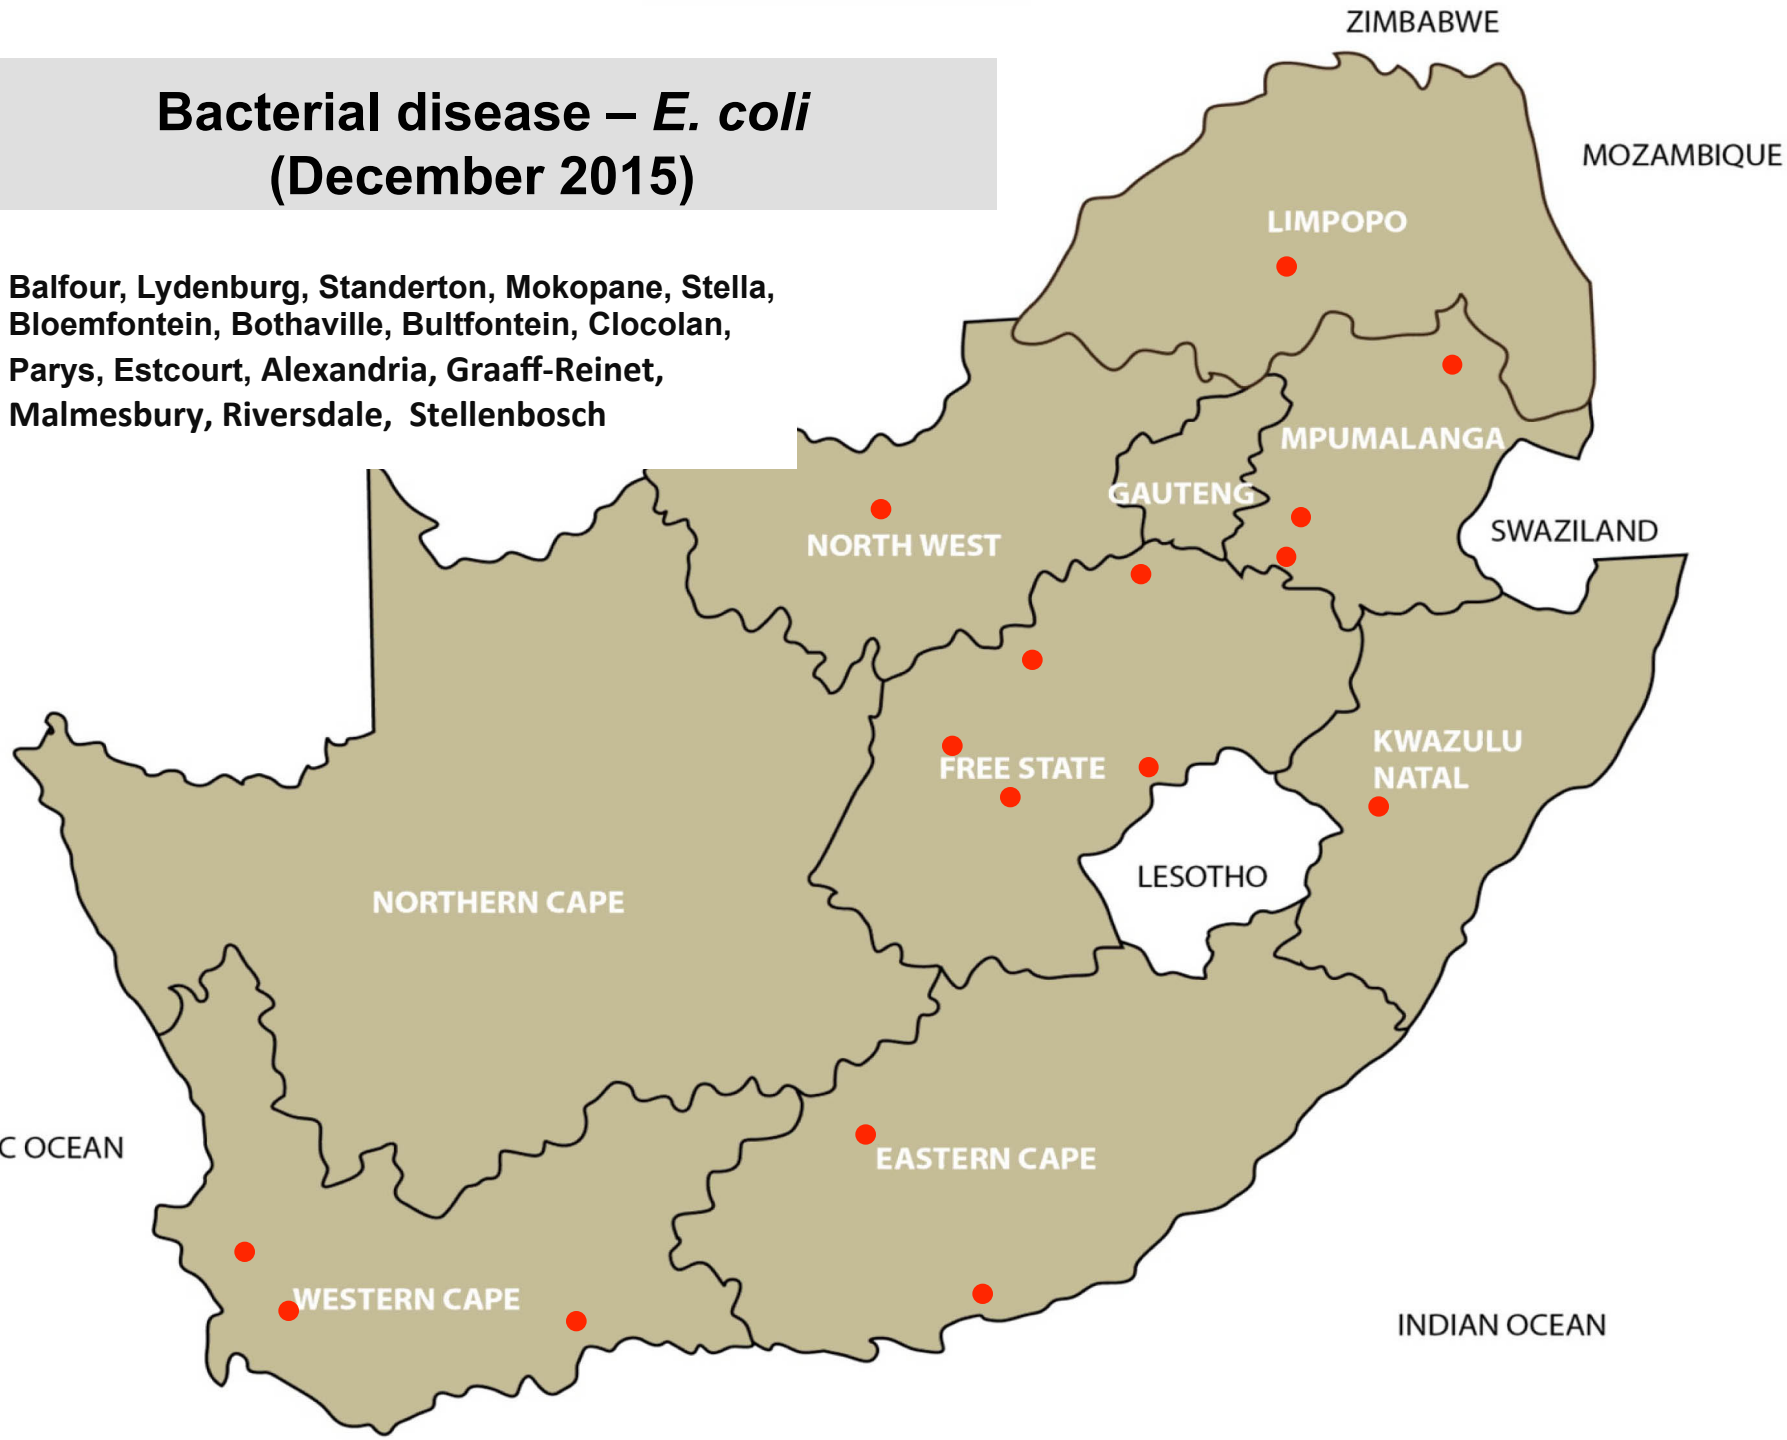 ZIMBABWE
Bacterial disease – E. coli
(December 2015)
MOZAMBIQUE
LIMPOPO
Balfour, Lydenburg, Standerton, Mokopane, Stella,
Bloemfontein, Bothaville, Bultfontein, Clocolan,
Parys, Estcourt, Alexandria, Graaff-Reinet,
Malmesbury, Riversdale, Stellenbosch
MPUMALANGA
GAUTENG
SWAZILAND
NORTH WEST
KWAZULU
NATAL
FREE STATE
LESOTHO
NORTHERN CAPE
C OCEAN
EASTERN CAPE
WESTERN CAPE
INDIAN OCEAN